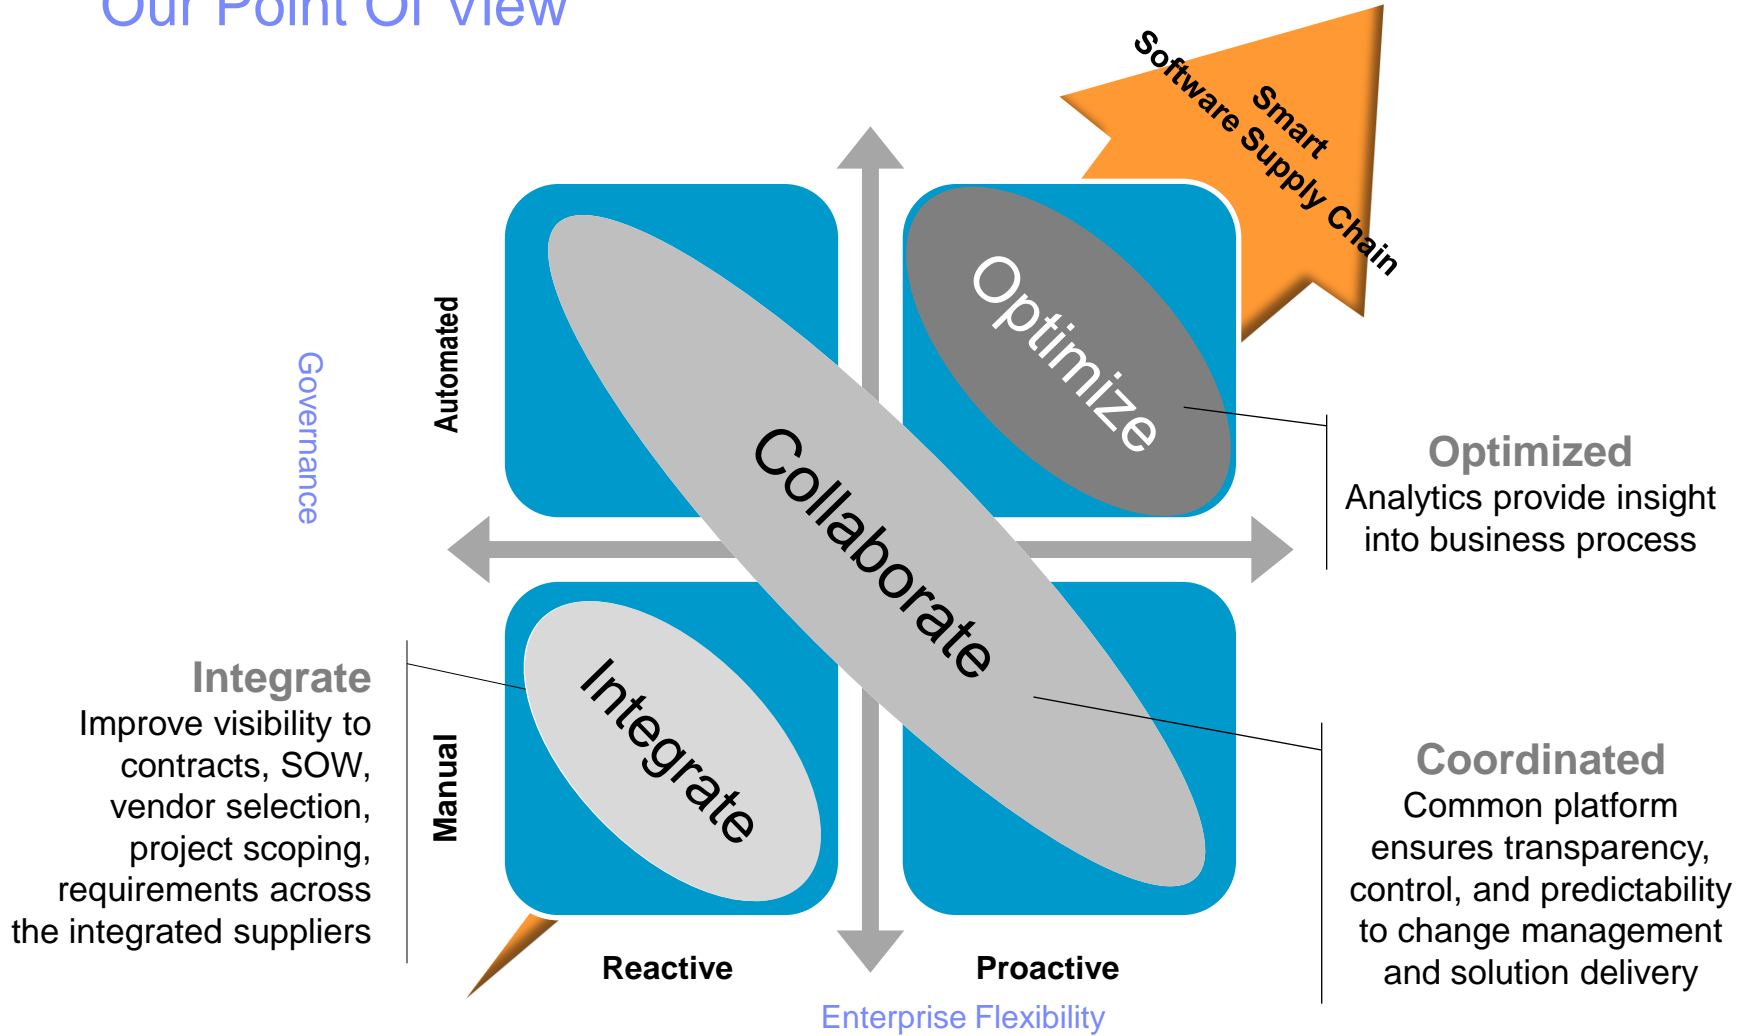 Our Point Of View
Smart
Software Supply Chain
Automated
Governance
Optimize
Collaborate
Optimized
Analytics provide insight
into business process
Integrate
Improve visibility to
contracts, SOW,
vendor selection,
project scoping,
requirements across
the integrated suppliers
Manual
Integrate
Coordinated
Common platform
ensures transparency,
control, and predictability
to change management
and solution delivery
Reactive
Proactive
Enterprise Flexibility